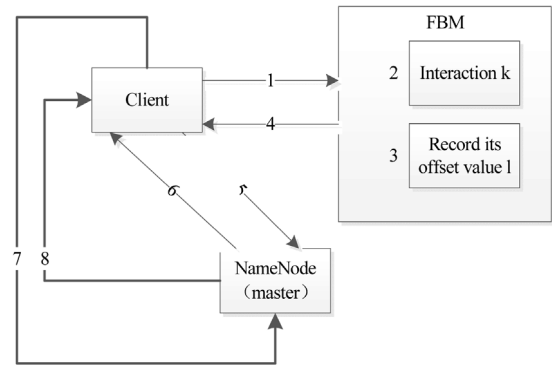 FBM
Client
1
2
Interaction k
4
3
Record its
offset value l
6
5
NameNode
（master）
7
8